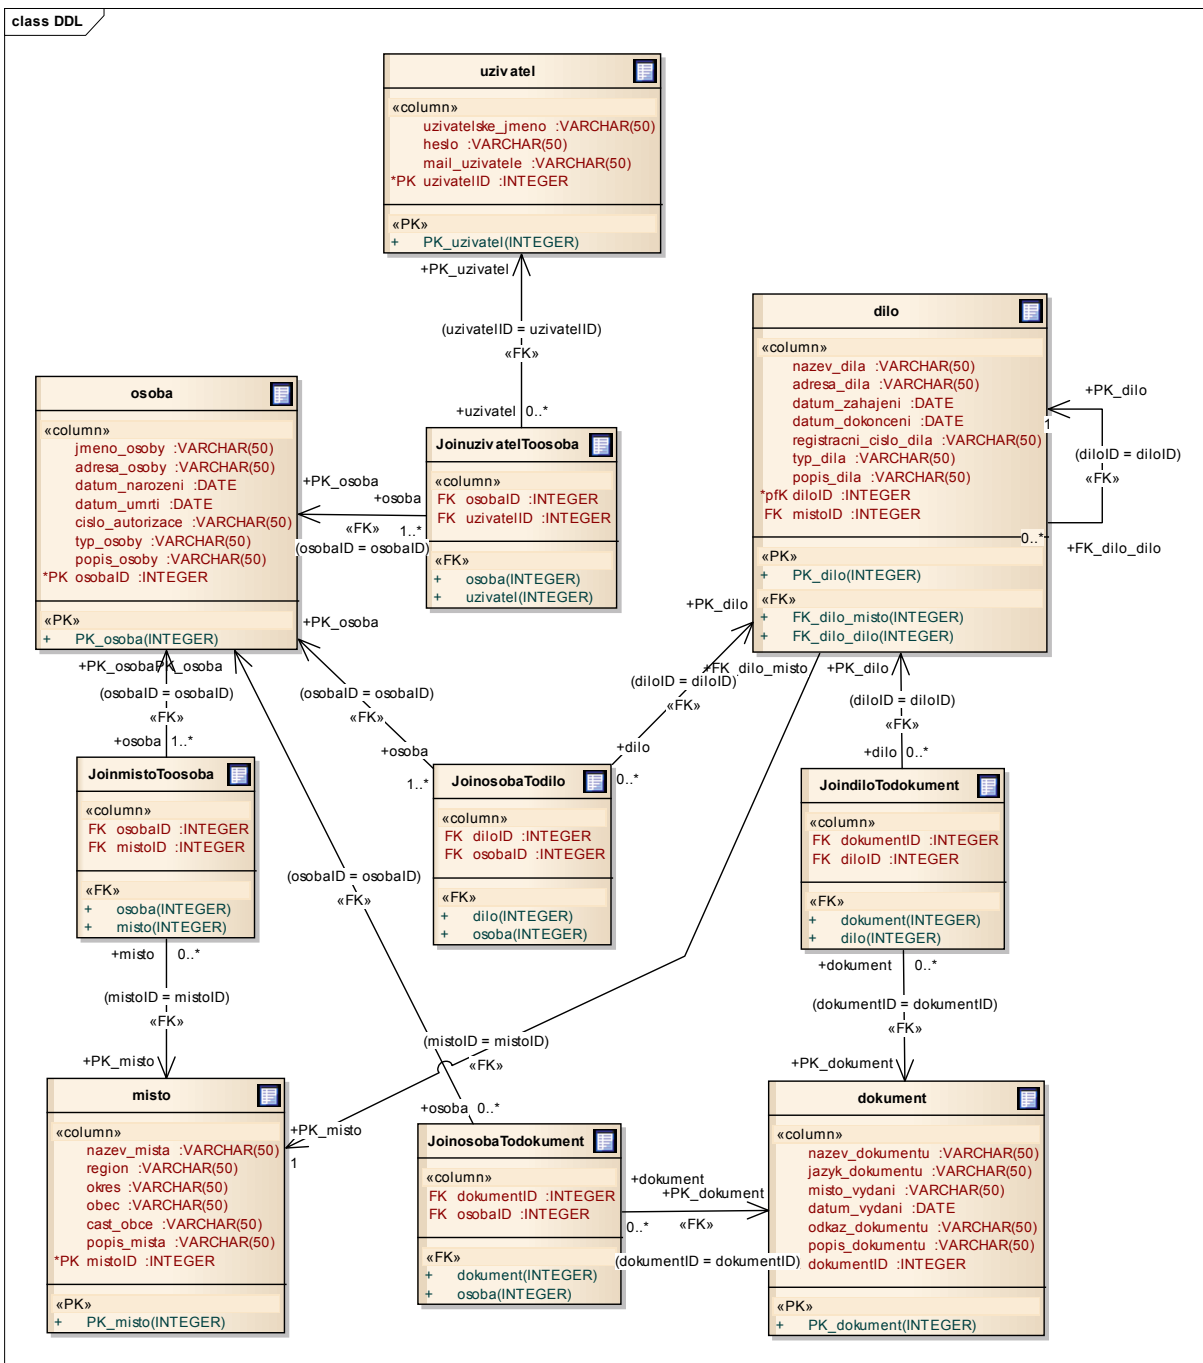 class DDL
uzivatel
«column»
uzivatelske_jmeno :VARCHAR(50)
heslo :VARCHAR(50)
mail_uzivatele :VARCHAR(50)
*PK uzivatelID :INTEGER
«PK»
+ PK_uzivatel(INTEGER)
+PK_uzivatel
(uzivatelID = uzivatelID)
«FK»
+uzivatel 0..*
dilo
«column»
nazev_dila :VARCHAR(50)
adresa_dila :VARCHAR(50)
datum_zahajeni :DATE
datum_dokonceni :DATE
registracni_cislo_dila :VARCHAR(50)
typ_dila :VARCHAR(50)
popis_dila :VARCHAR(50)
*pfK diloID :INTEGER
FK mistoID :INTEGER
«PK»
+ PK_dilo(INTEGER)
«FK»
+ FK_dilo_misto(INTEGER)
+ FK_dilo_dilo(INTEGER)
+PK_dilo
1
(diloID = diloID)
«FK»
0..*
+FK_dilo_dilo
osoba
«column»
jmeno_osoby :VARCHAR(50)
adresa_osoby :VARCHAR(50)
datum_narozeni :DATE
datum_umrti :DATE
cislo_autorizace :VARCHAR(50)
typ_osoby :VARCHAR(50)
popis_osoby :VARCHAR(50)
*PK osobaID :INTEGER
«PK»
+ PK_osoba(INTEGER)
JoinuzivatelToosoba
«column»
FK osobaID :INTEGER
FK uzivatelID :INTEGER
«FK»
+ osoba(INTEGER)
+ uzivatel(INTEGER)
+PK_osoba
+osoba
«FK»
1..*
(osobaID = osobaID)
+PK_osoba
+PK_osoba
+PK_osoba
(osobaID = osobaID)
«FK»
+osoba 1..*
(osobaID = osobaID)
«FK»
+osoba
1..*
+PK_dilo
+FK_dilo_misto
(diloID = diloID)
«FK»
+dilo
0..*
+PK_dilo
(diloID = diloID)
«FK»
+dilo 0..*
JoinmistoToosoba
«column»
FK osobaID :INTEGER
FK mistoID :INTEGER
«FK»
+ osoba(INTEGER)
+ misto(INTEGER)
JoinosobaTodilo
«column»
FK diloID :INTEGER
FK osobaID :INTEGER
«FK»
+ dilo(INTEGER)
+ osoba(INTEGER)
JoindiloTodokument
«column»
FK dokumentID :INTEGER
FK diloID :INTEGER
«FK»
+ dokument(INTEGER)
+ dilo(INTEGER)
(osobaID = osobaID)
«FK»
+misto 0..*
(mistoID = mistoID)
«FK»
+PK_misto
+dokument 0..*
(dokumentID = dokumentID)
«FK»
+PK_dokument
(mistoID = mistoID)
«FK»
+PK_misto
1
+osoba 0..*
misto
«column»
nazev_mista :VARCHAR(50)
region :VARCHAR(50)
okres :VARCHAR(50)
obec :VARCHAR(50)
cast_obce :VARCHAR(50)
popis_mista :VARCHAR(50)
*PK mistoID :INTEGER
«PK»
+ PK_misto(INTEGER)
JoinosobaTodokument
«column»
FK dokumentID :INTEGER
FK osobaID :INTEGER
«FK»
+ dokument(INTEGER)
+ osoba(INTEGER)
+dokument
+PK_dokument
0..*
«FK»
(dokumentID = dokumentID)
dokument
«column»
nazev_dokumentu :VARCHAR(50)
jazyk_dokumentu :VARCHAR(50)
misto_vydani :VARCHAR(50)
datum_vydani :DATE
odkaz_dokumentu :VARCHAR(50)
popis_dokumentu :VARCHAR(50)
dokumentID :INTEGER
«PK»
+ PK_dokument(INTEGER)